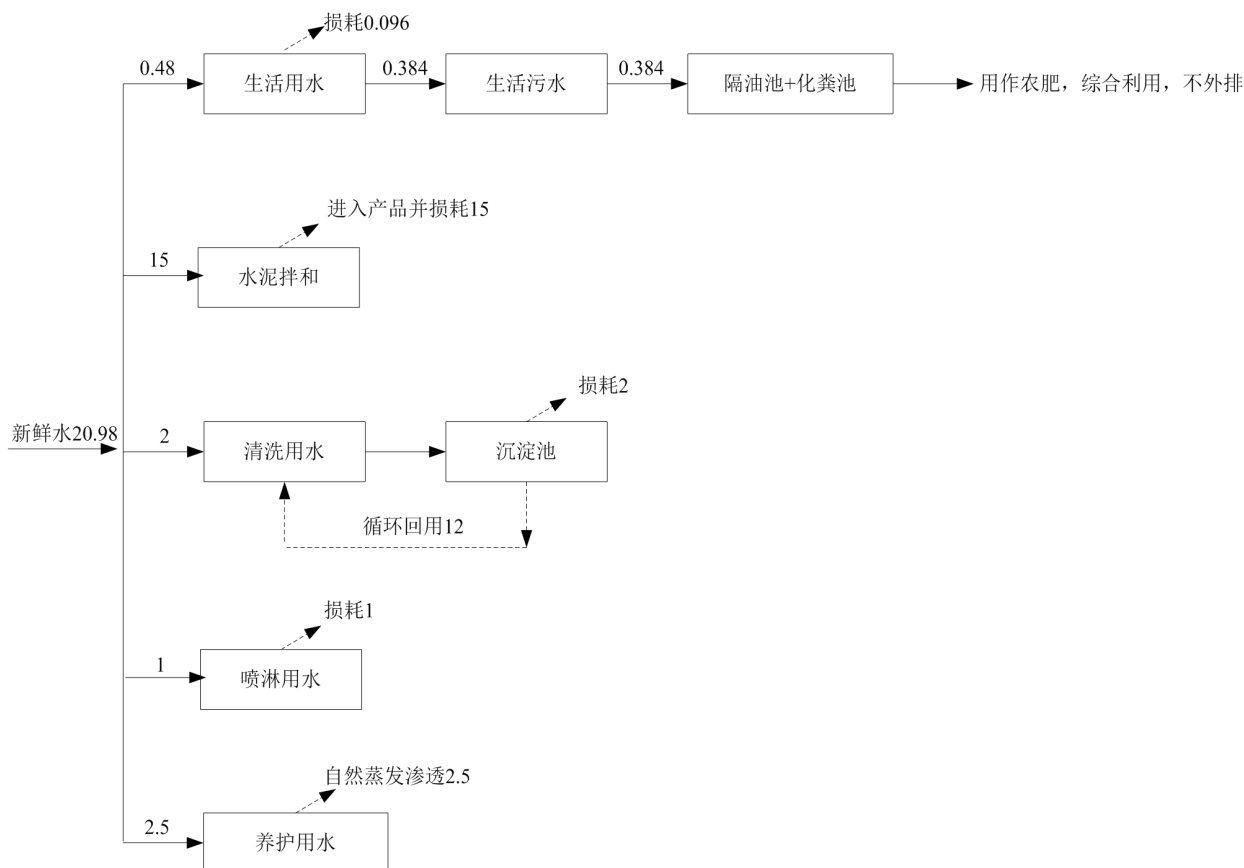 损耗0.096
0.48
生活用水
0.384
生活污水
0.384
隔油池+化粪池
用作农肥，综合利用，不外排
进入产品并损耗15
15
水泥拌和
损耗2
新鲜水20.98
2
清洗用水
沉淀池
循环回用12
损耗1
1
喷淋用水
自然蒸发渗透2.5
2.5
养护用水